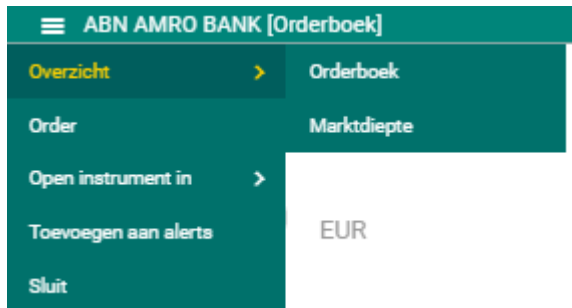 ABN AMRO BANK [Orderboek]
Overzicht
Orderboek
Order
Marktdiepte
Open instrument in
Toevoegen aan alerts
EUR
Sluit